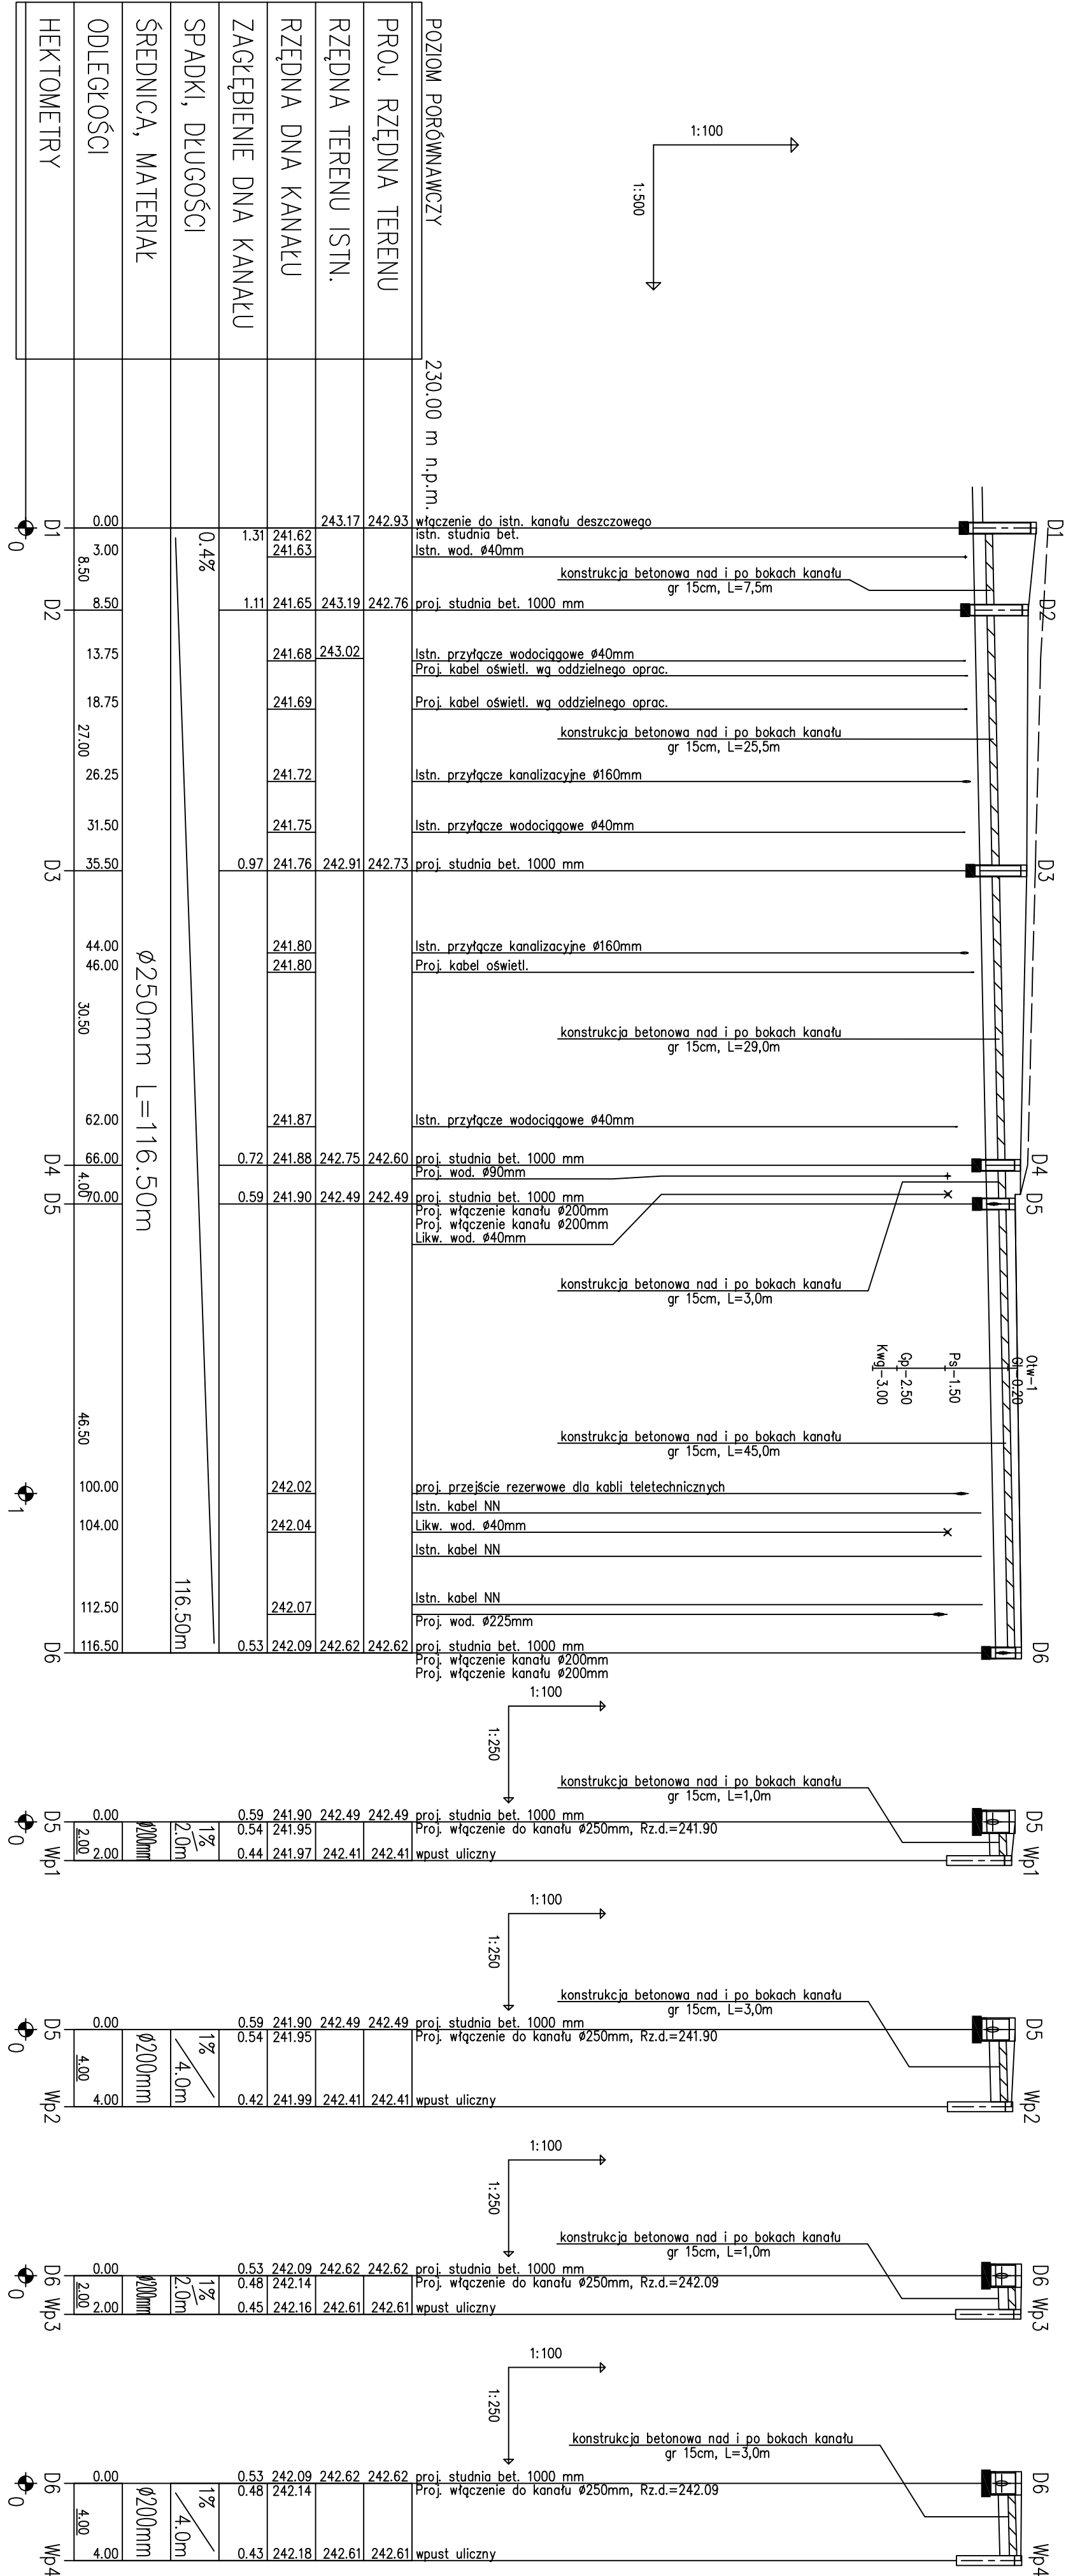 1:100
1:500
POZIOM PORÓWNAWCZY
230.00 m n.p.m.
PROJ. RZĘDNA TERENU
RZĘDNA TERENU ISTN.
RZĘDNA DNA KANAŁU
ZAGŁĘBIENIE DNA KANAŁU
SPADKI, DŁUGOŚCI
ŚREDNICA, MATERIAŁ
ODLEGŁOŚCI
HEKTOMETRY
D1
D1 0.00 243.17 242.93 włączenie do istn. kanału deszczowego
0
1.31 241.62 istn. studnia bet.
3.00 241.63 Istn. wod. Ø40mm
0.4%
8.50
konstrukcja betonowa nad i po bokach kanału
gr 15cm, L=7,5m
D2
D2 8.50 1.11 241.65 243.19 242.76 proj. studnia bet. 1000 mm
13.75 241.68 243.02 Istn. przyłącze wodociągowe Ø40mm
Proj. kabel oświetl. wg oddzielnego oprac.
18.75 241.69 Proj. kabel oświetl. wg oddzielnego oprac.
27.00
konstrukcja betonowa nad i po bokach kanału
gr 15cm, L=25,5m
26.25 241.72 Istn. przyłącze kanalizacyjne Ø160mm
31.50 241.75 Istn. przyłącze wodociągowe Ø40mm
D3
D3 35.50 0.97 241.76 242.91 242.73 proj. studnia bet. 1000 mm
44.00 241.80 Istn. przyłącze kanalizacyjne Ø160mm
46.00 241.80 Proj. kabel oświetl.
Ø250mm L=116.50m
30.50
konstrukcja betonowa nad i po bokach kanału
gr 15cm, L=29,0m
62.00 241.87 Istn. przyłącze wodociągowe Ø40mm
D4
D4 66.00 0.72 241.88 242.75 242.60 proj. studnia bet. 1000 mm
Proj. wod. Ø90mm
4.00
D5
D5 70.00 0.59 241.90 242.49 242.49 proj. studnia bet. 1000 mm
Proj. włączenie kanału Ø200mm
Proj. włączenie kanału Ø200mm
Likw. wod. Ø40mm
konstrukcja betonowa nad i po bokach kanału
gr 15cm, L=3,0m
Otw-1
Gl-0.20
Ps-1.50
Gp-2.50
Kwg-3.00
46.50
konstrukcja betonowa nad i po bokach kanału
gr 15cm, L=45,0m
1
100.00 242.02 proj. przejście rezerwowe dla kabli teletechnicznych
Istn. kabel NN
104.00 242.04 Likw. wod. Ø40mm
Istn. kabel NN
116.50m
Istn. kabel NN
112.50 242.07 Proj. wod. Ø225mm
D6
D6 116.50 0.53 242.09 242.62 242.62 proj. studnia bet. 1000 mm
Proj. włączenie kanału Ø200mm
Proj. włączenie kanału Ø200mm
1:100
1:250
konstrukcja betonowa nad i po bokach kanału
gr 15cm, L=1,0m
D5
D5 0.00 0.59 241.90 242.49 242.49 proj. studnia bet. 1000 mm
0
0.54 241.95 Proj. włączenie do kanału Ø250mm, Rz.d.=241.90
2.00
Ø200mm
1%
2.0m
Wp1
Wp1 2.00 0.44 241.97 242.41 242.41 wpust uliczny
1:100
1:250
konstrukcja betonowa nad i po bokach kanału
gr 15cm, L=3,0m
D5
D5 0.00 0.59 241.90 242.49 242.49 proj. studnia bet. 1000 mm
0
0.54 241.95 Proj. włączenie do kanału Ø250mm, Rz.d.=241.90
4.00
Ø200mm
1%
4.0m
Wp2
Wp2 4.00 0.42 241.99 242.41 242.41 wpust uliczny
1:100
1:250
konstrukcja betonowa nad i po bokach kanału
gr 15cm, L=1,0m
D6
D6 0.00 0.53 242.09 242.62 242.62 proj. studnia bet. 1000 mm
0
0.48 242.14 Proj. włączenie do kanału Ø250mm, Rz.d.=242.09
2.00
Ø200mm
1%
2.0m
Wp3
Wp3 2.00 0.45 242.16 242.61 242.61 wpust uliczny
1:100
1:250
konstrukcja betonowa nad i po bokach kanału
gr 15cm, L=3,0m
D6
D6 0.00 0.53 242.09 242.62 242.62 proj. studnia bet. 1000 mm
0
0.48 242.14 Proj. włączenie do kanału Ø250mm, Rz.d.=242.09
4.00
Ø200mm
1%
4.0m
Wp4
Wp4 4.00 0.43 242.18 242.61 242.61 wpust uliczny